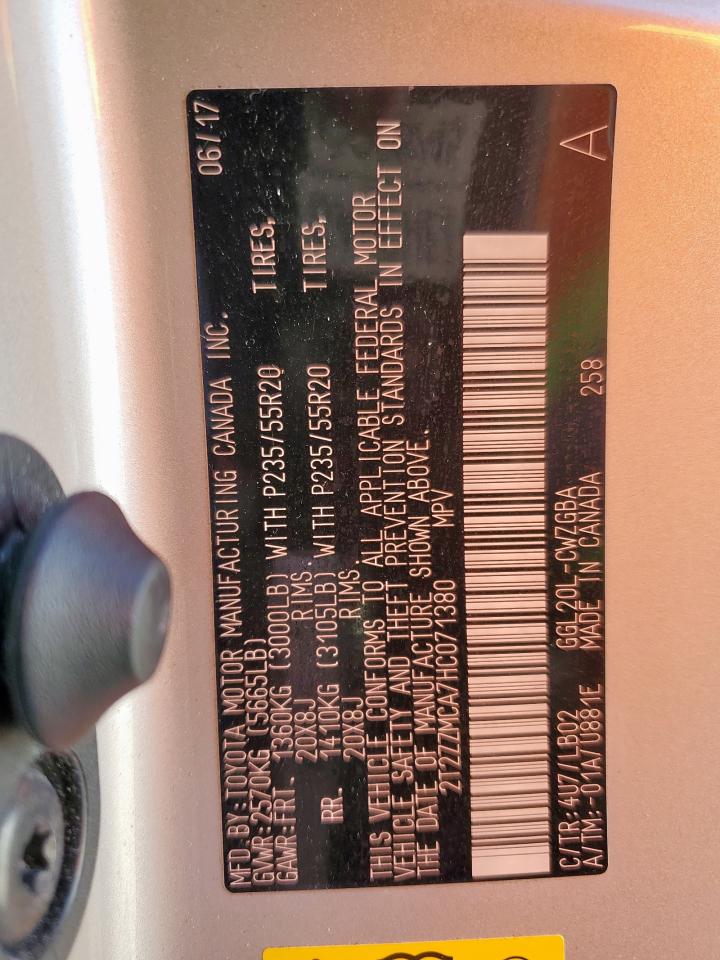 MFD.BY:TOYOTA MOTOR MANUFACTURING CANADA INC. 06/17
GVWR:2570KG(5665LB)
GAWR:FRT. 1360KG (3000LB) WITH P235/55R20 TIRES,
20X8J RIMS,
RR. 1410KG (3105LB) WITH P235/55R20 TIRES,
20X8J RIMS.
THIS VEHICLE CONFORMS TO ALL APPLICABLE FEDERAL MOTOR
VEHICLE SAFETY AND THEFT PREVENTION STANDARDS IN EFFECT ON
THE DATE OF MANUFACTURE SHOWN ABOVE.
2T2ZZMCA7HC071380 MPV
A
C/TR:4U7/LB02 GGL20L-CWZGBA
A/TM:-01A/U881E MADE IN CANADA 258